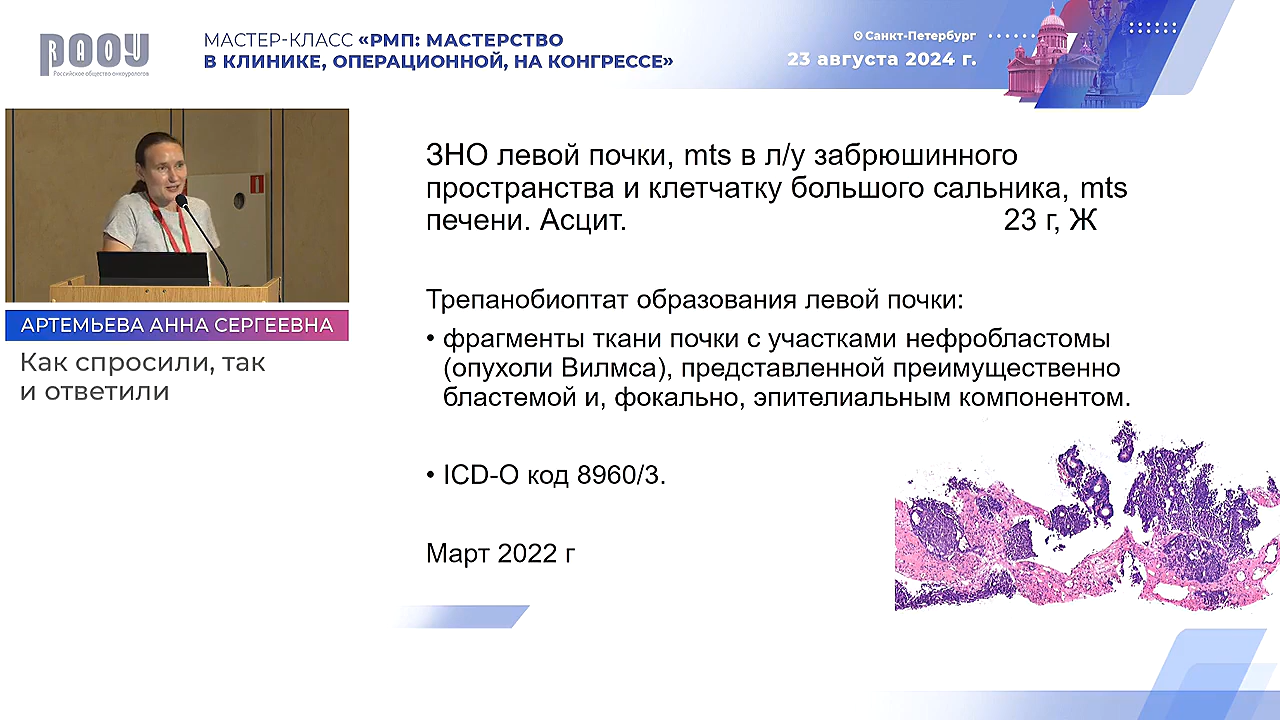 РАОУ
Российское общество онкоурологов
МАСТЕР-КЛАСС «РМП: МАСТЕРСТВО
В КЛИНИКЕ, ОПЕРАЦИОННОЙ, НА КОНГРЕССЕ»
Санкт-Петербург
23 августа 2024 г.
АРТЕМЬЕВА АННА СЕРГЕЕВНА
Как спросили, так
и ответили
ЗНО левой почки, mts в л/у забрюшинного
пространства и клетчатку большого сальника, mts
печени. Асцит. 23 г, Ж
Трепанобиоптат образования левой почки:
• фрагменты ткани почки с участками нефробластомы
(опухоли Вилмса), представленной преимущественно
бластемой и, фокально, эпителиальным компонентом.
• ICD-O код 8960/3.
Март 2022 г